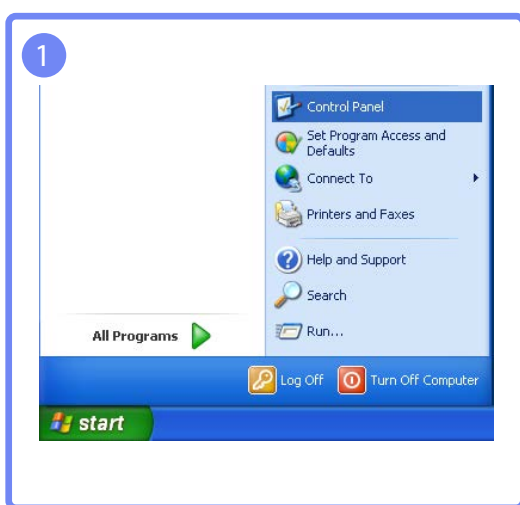 1
Control Panel
Set Program Access and
Defaults
Connect To
Printers and Faxes
Help and Support
Search
Run...
All Programs
Log Off
Turn Off Computer
start